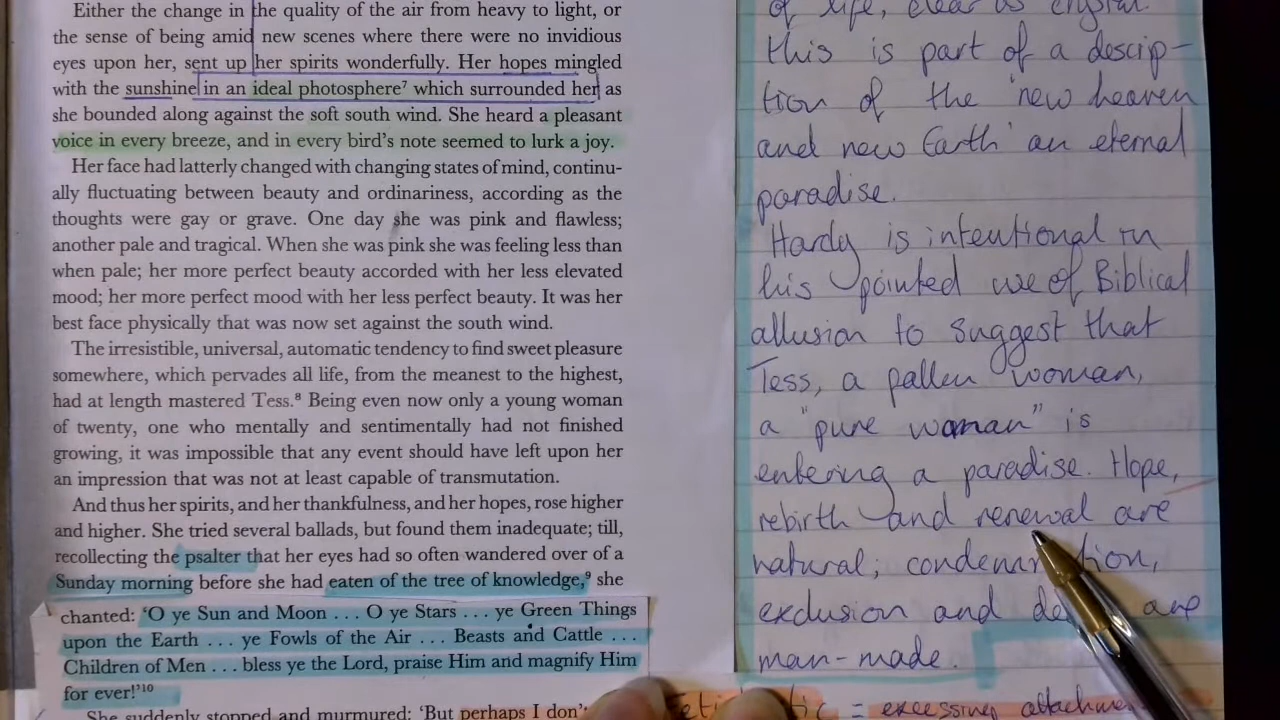 Either the change in the quality of the air from heavy to light, or
the sense of being amid new scenes where there were no invidious
eyes upon her, sent up her spirits wonderfully. Her hopes mingled
with the sunshine in an ideal photosphere⁷ which surrounded her as
she bounded along against the soft south wind. She heard a pleasant
voice in every breeze, and in every bird's note seemed to lurk a joy.
Her face had latterly changed with changing states of mind, continu-
ally fluctuating between beauty and ordinariness, according as the
thoughts were gay or grave. One day she was pink and flawless;
another pale and tragical. When she was pink she was feeling less than
when pale; her more perfect beauty accorded with her less elevated
mood; her more perfect mood with her less perfect beauty. It was her
best face physically that was now set against the south wind.
The irresistible, universal, automatic tendency to find sweet pleasure
somewhere, which pervades all life, from the meanest to the highest,
had at length mastered Tess.⁸ Being even now only a young woman
of twenty, one who mentally and sentimentally had not finished
growing, it was impossible that any event should have left upon her
an impression that was not at least capable of transmutation.
And thus her spirits, and her thankfulness, and her hopes, rose higher
and higher. She tried several ballads, but found them inadequate; till,
recollecting the psalter that her eyes had so often wandered over of a
Sunday morning before she had eaten of the tree of knowledge,⁹ she
chanted: 'O ye Sun and Moon . . . O ye Stars . . . ye Green Things
upon the Earth . . . ye Fowls of the Air . . . Beasts and Cattle . . .
Children of Men . . . bless ye the Lord, praise Him and magnify Him
for ever!'¹⁰
She suddenly stopped and murmured: 'But perhaps I don't
of life, clear as crystal
this is part of a descrip-
tion of the 'new heaven
and new Earth' an eternal
paradise.
Hardy is intentional in
his pointed use of Biblical
allusion to suggest that
Tess, a fallen woman,
a "pure woman" is
entering a paradise. Hope,
rebirth and renewal are
natural; condemnation,
exclusion and are
man-made.
= excessive